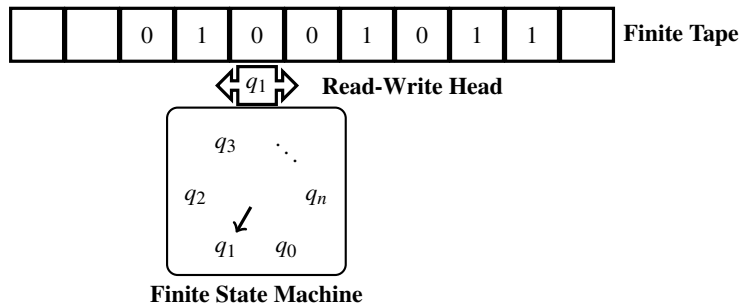 0 1 0 0 1 0 1 1 Finite Tape
q₁ Read-Write Head
q₃ ⋱
q₂ qₙ
q₁ q₀
Finite State Machine